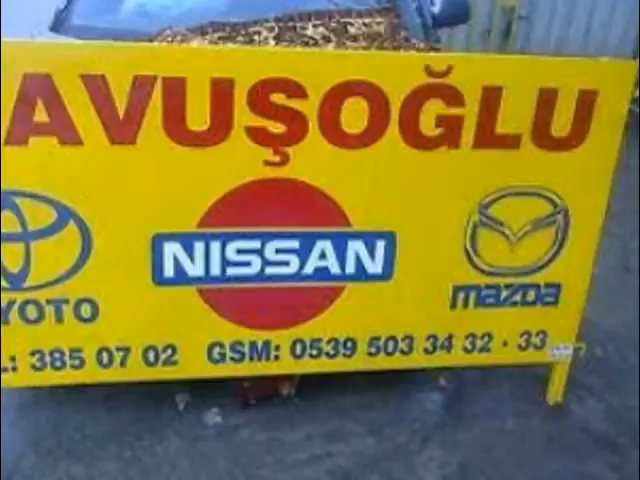 AVUŞOĞLU
NISSAN
YOTO
mazda
L: 385 07 02 GSM: 0539 503 34 32 - 33